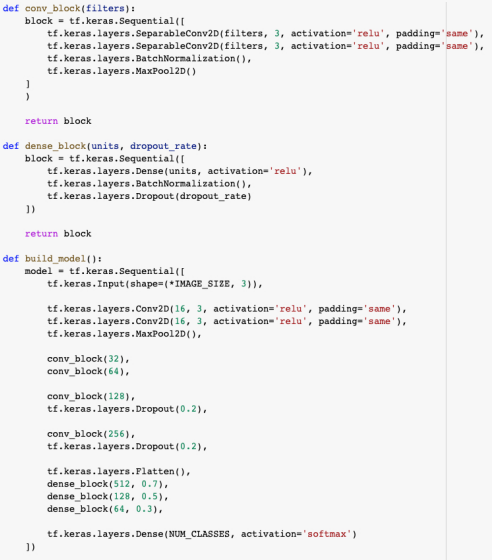 def conv_block(filters):
    block = tf.keras.Sequential([
        tf.keras.layers.SeparableConv2D(filters, 3, activation='relu', padding='same'),
        tf.keras.layers.SeparableConv2D(filters, 3, activation='relu', padding='same'),
        tf.keras.layers.BatchNormalization(),
        tf.keras.layers.MaxPool2D()
    ]
    )

    return block

def dense_block(units, dropout_rate):
    block = tf.keras.Sequential([
        tf.keras.layers.Dense(units, activation='relu'),
        tf.keras.layers.BatchNormalization(),
        tf.keras.layers.Dropout(dropout_rate)
    ])

    return block

def build_model():
    model = tf.keras.Sequential([
        tf.keras.Input(shape=(*IMAGE_SIZE, 3)),

        tf.keras.layers.Conv2D(16, 3, activation='relu', padding='same'),
        tf.keras.layers.Conv2D(16, 3, activation='relu', padding='same'),
        tf.keras.layers.MaxPool2D(),

        conv_block(32),
        conv_block(64),

        conv_block(128),
        tf.keras.layers.Dropout(0.2),

        conv_block(256),
        tf.keras.layers.Dropout(0.2),

        tf.keras.layers.Flatten(),
        dense_block(512, 0.7),
        dense_block(128, 0.5),
        dense_block(64, 0.3),

        tf.keras.layers.Dense(NUM_CLASSES, activation='softmax')
    ])